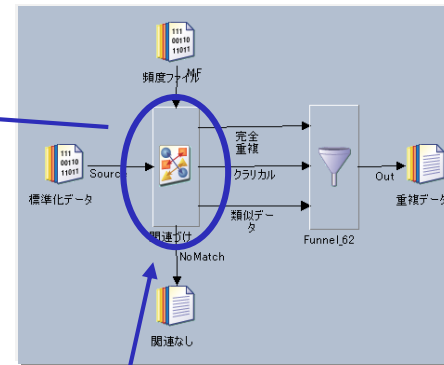 111
00110
11011
頻度ファイル
MF
111
00110
11011
標準化データ
Source
関連づけ
完全
重複
クラリカル
類似デー
タ
Funnel_62
Out
重複データ
NoMatch
関連なし